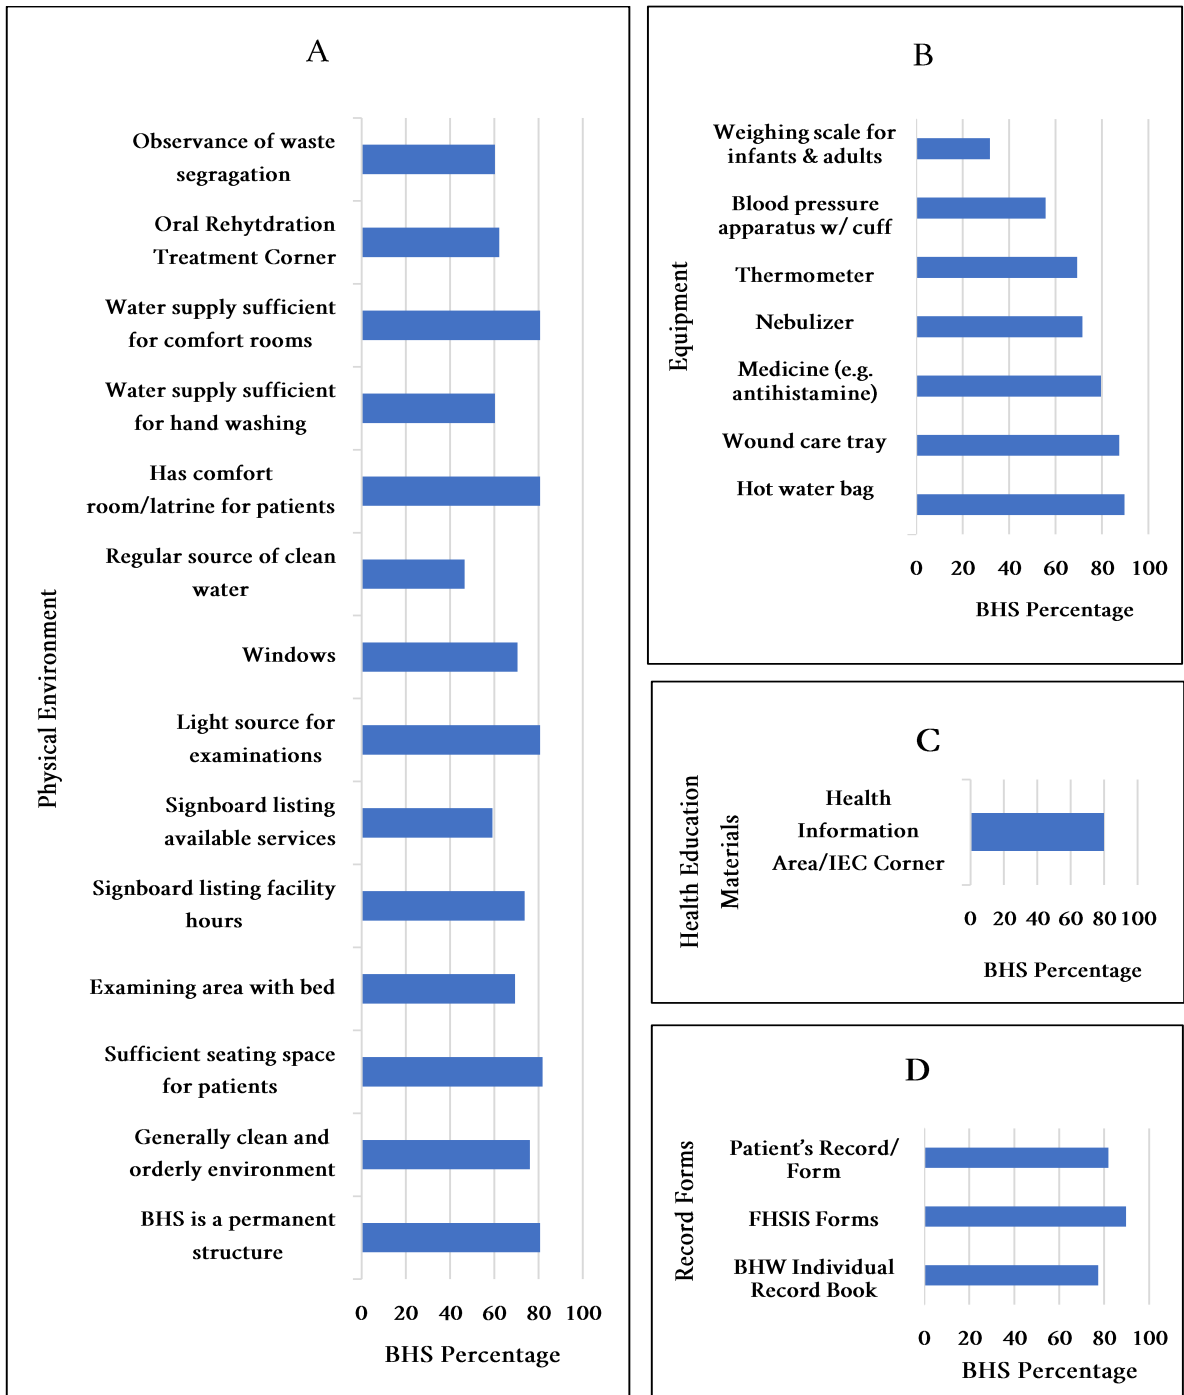 A
Observance of waste
segragation
Oral Rehytdration
Treatment Corner
Water supply sufficient
for comfort rooms
Water supply sufficient
for hand washing
Has comfort
room/latrine for patients
Regular source of clean
water
Windows
Light source for
examinations
Signboard listing
available services
Signboard listing facility
hours
Examining area with bed
Sufficient seating space
for patients
Generally clean and
orderly environment
BHS is a permanent
structure
Physical Environment
0 20 40 60 80 100
BHS Percentage
B
Weighing scale for
infants & adults
Blood pressure
apparatus w/ cuff
Thermometer
Nebulizer
Medicine (e.g.
antihistamine)
Wound care tray
Hot water bag
Equipment
0 20 40 60 80 100
BHS Percentage
C
Health Education
Materials
Health
Information
Area/IEC Corner
0 20 40 60 80 100
BHS Percentage
D
Record Forms
Patient's Record/
Form
FHSIS Forms
BHW Individual
Record Book
0 20 40 60 80 100
BHS Percentage